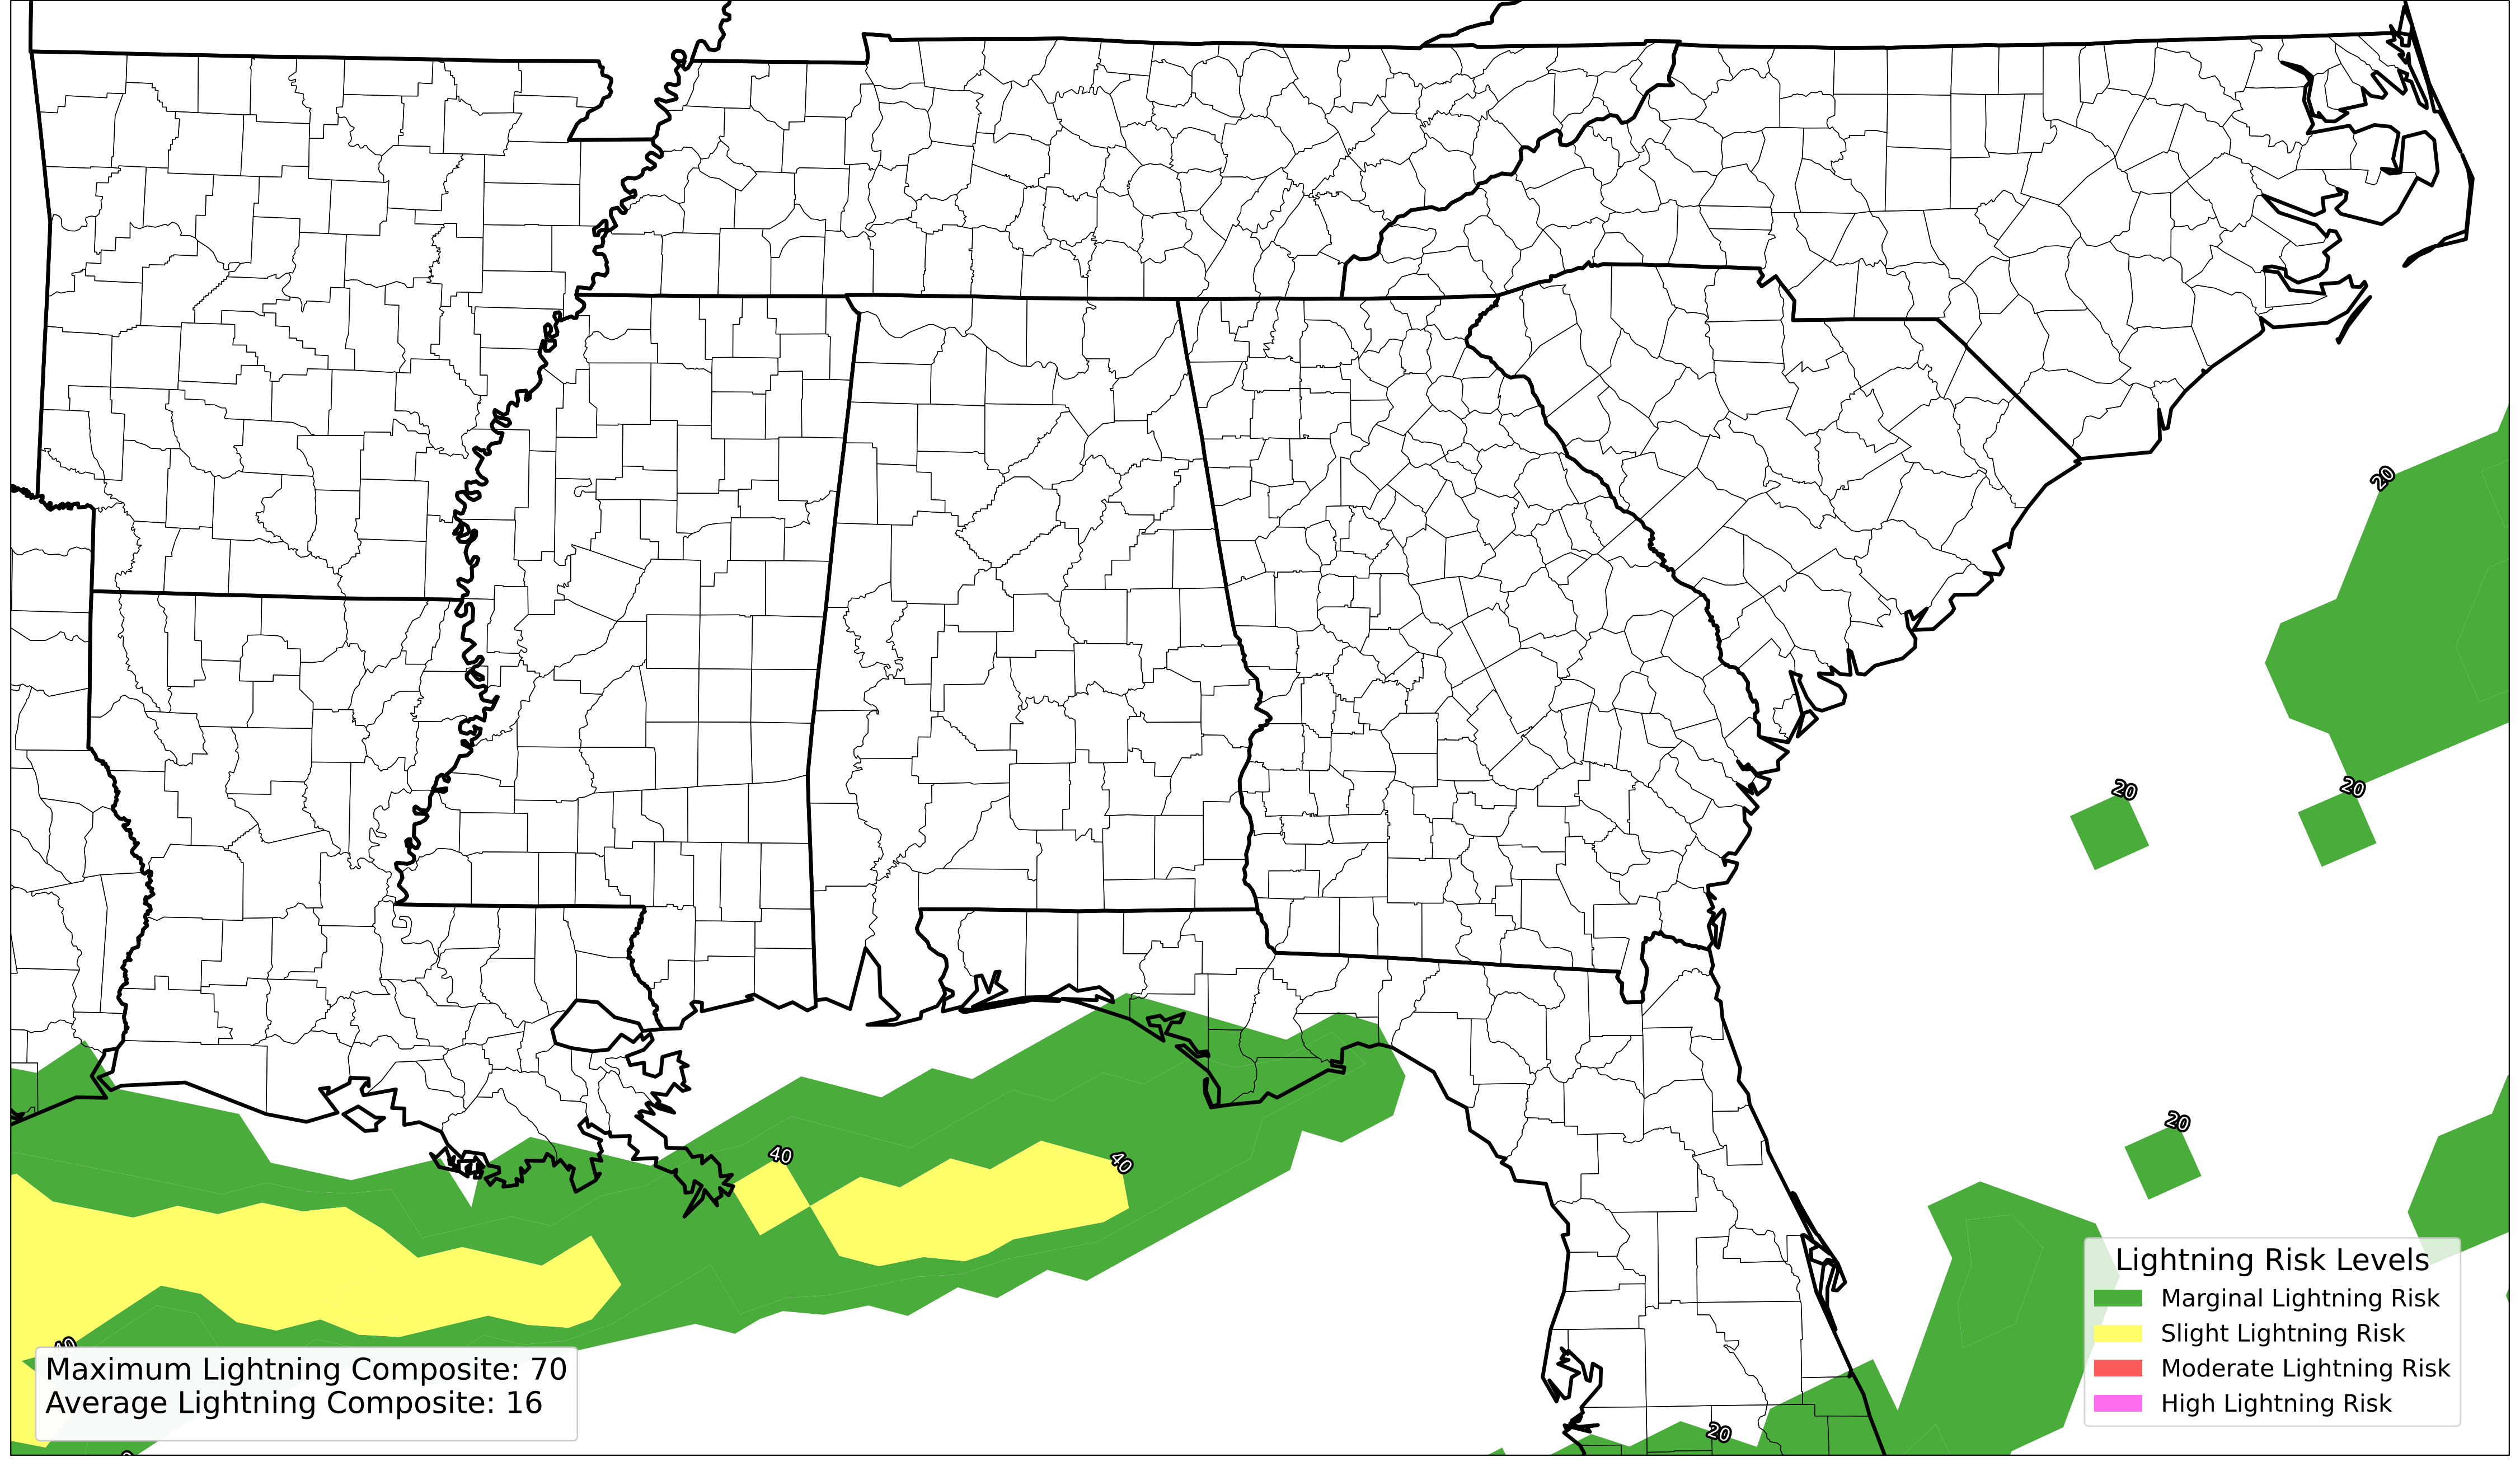 20
20
20
20
40
40
20
Lightning Risk Levels
Marginal Lightning Risk
Slight Lightning Risk
Moderate Lightning Risk
High Lightning Risk
Maximum Lightning Composite: 70
Average Lightning Composite: 16